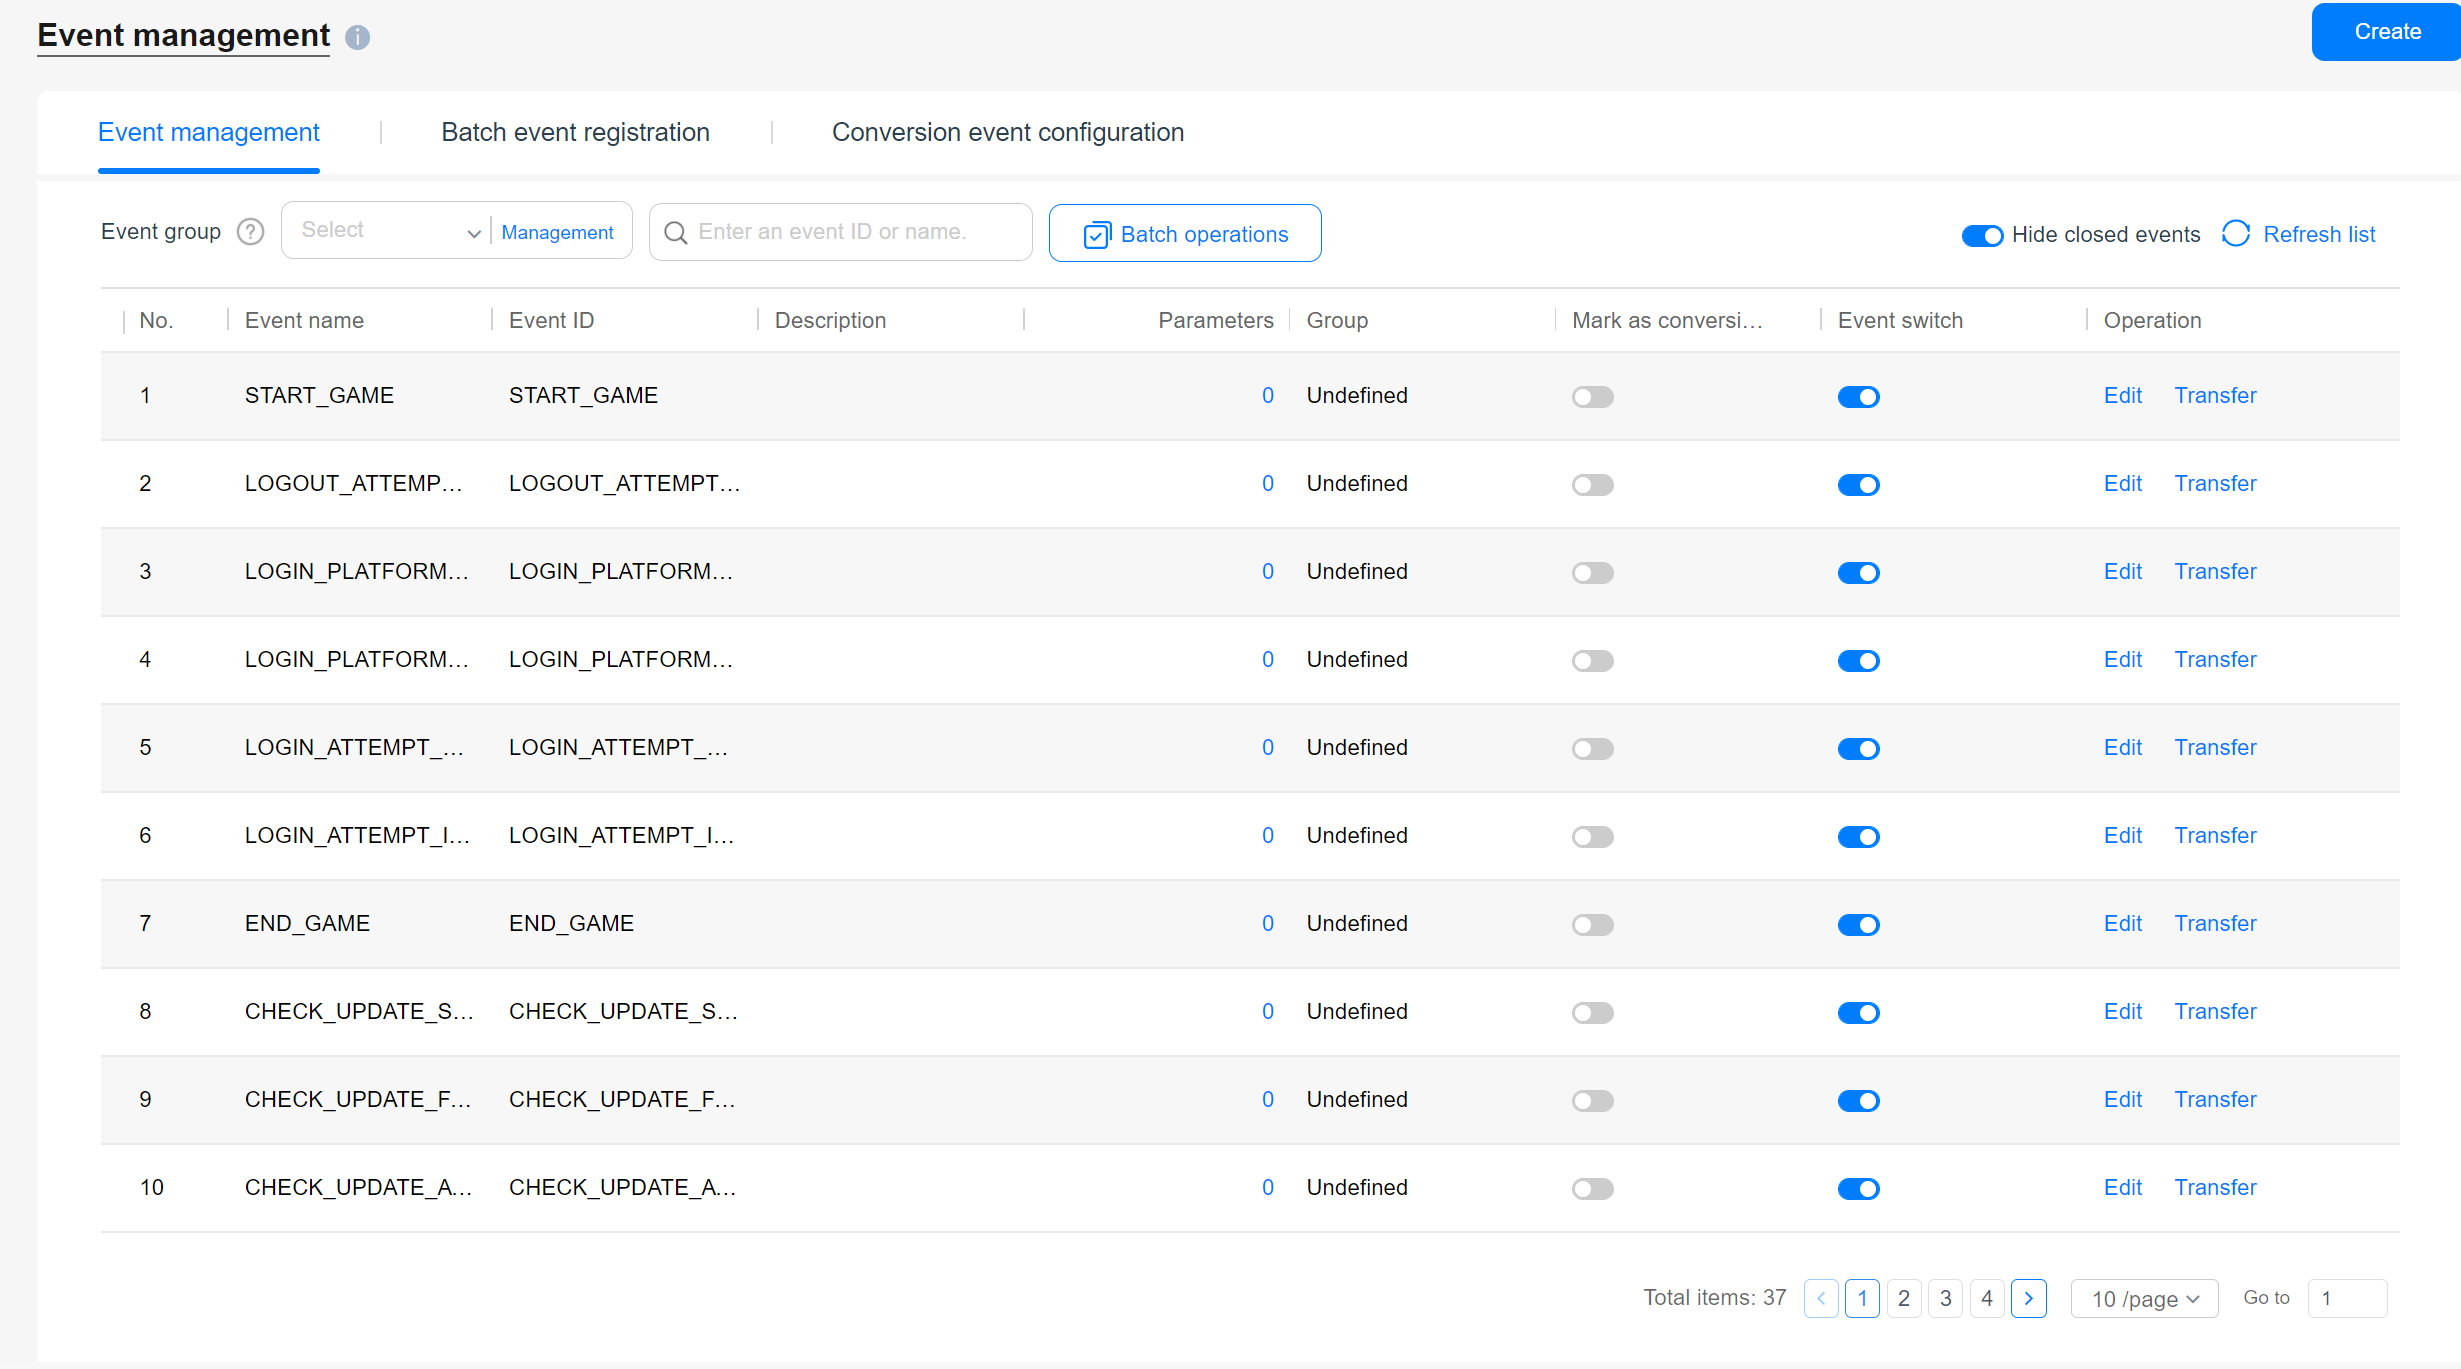 Event management
Create
Event management | Batch event registration | Conversion event configuration
Event group Select Management Enter an event ID or name. Batch operations Hide closed events Refresh list
No. Event name Event ID Description Parameters Group Mark as conversi... Event switch Operation
1 START_GAME START_GAME 0 Undefined Edit Transfer
2 LOGOUT_ATTEMP... LOGOUT_ATTEMPT... 0 Undefined Edit Transfer
3 LOGIN_PLATFORM... LOGIN_PLATFORM... 0 Undefined Edit Transfer
4 LOGIN_PLATFORM... LOGIN_PLATFORM... 0 Undefined Edit Transfer
5 LOGIN_ATTEMPT_... LOGIN_ATTEMPT_... 0 Undefined Edit Transfer
6 LOGIN_ATTEMPT_I... LOGIN_ATTEMPT_I... 0 Undefined Edit Transfer
7 END_GAME END_GAME 0 Undefined Edit Transfer
8 CHECK_UPDATE_S... CHECK_UPDATE_S... 0 Undefined Edit Transfer
9 CHECK_UPDATE_F... CHECK_UPDATE_F... 0 Undefined Edit Transfer
10 CHECK_UPDATE_A... CHECK_UPDATE_A... 0 Undefined Edit Transfer
Total items: 37 < 1 2 3 4 > 10 /page Go to 1